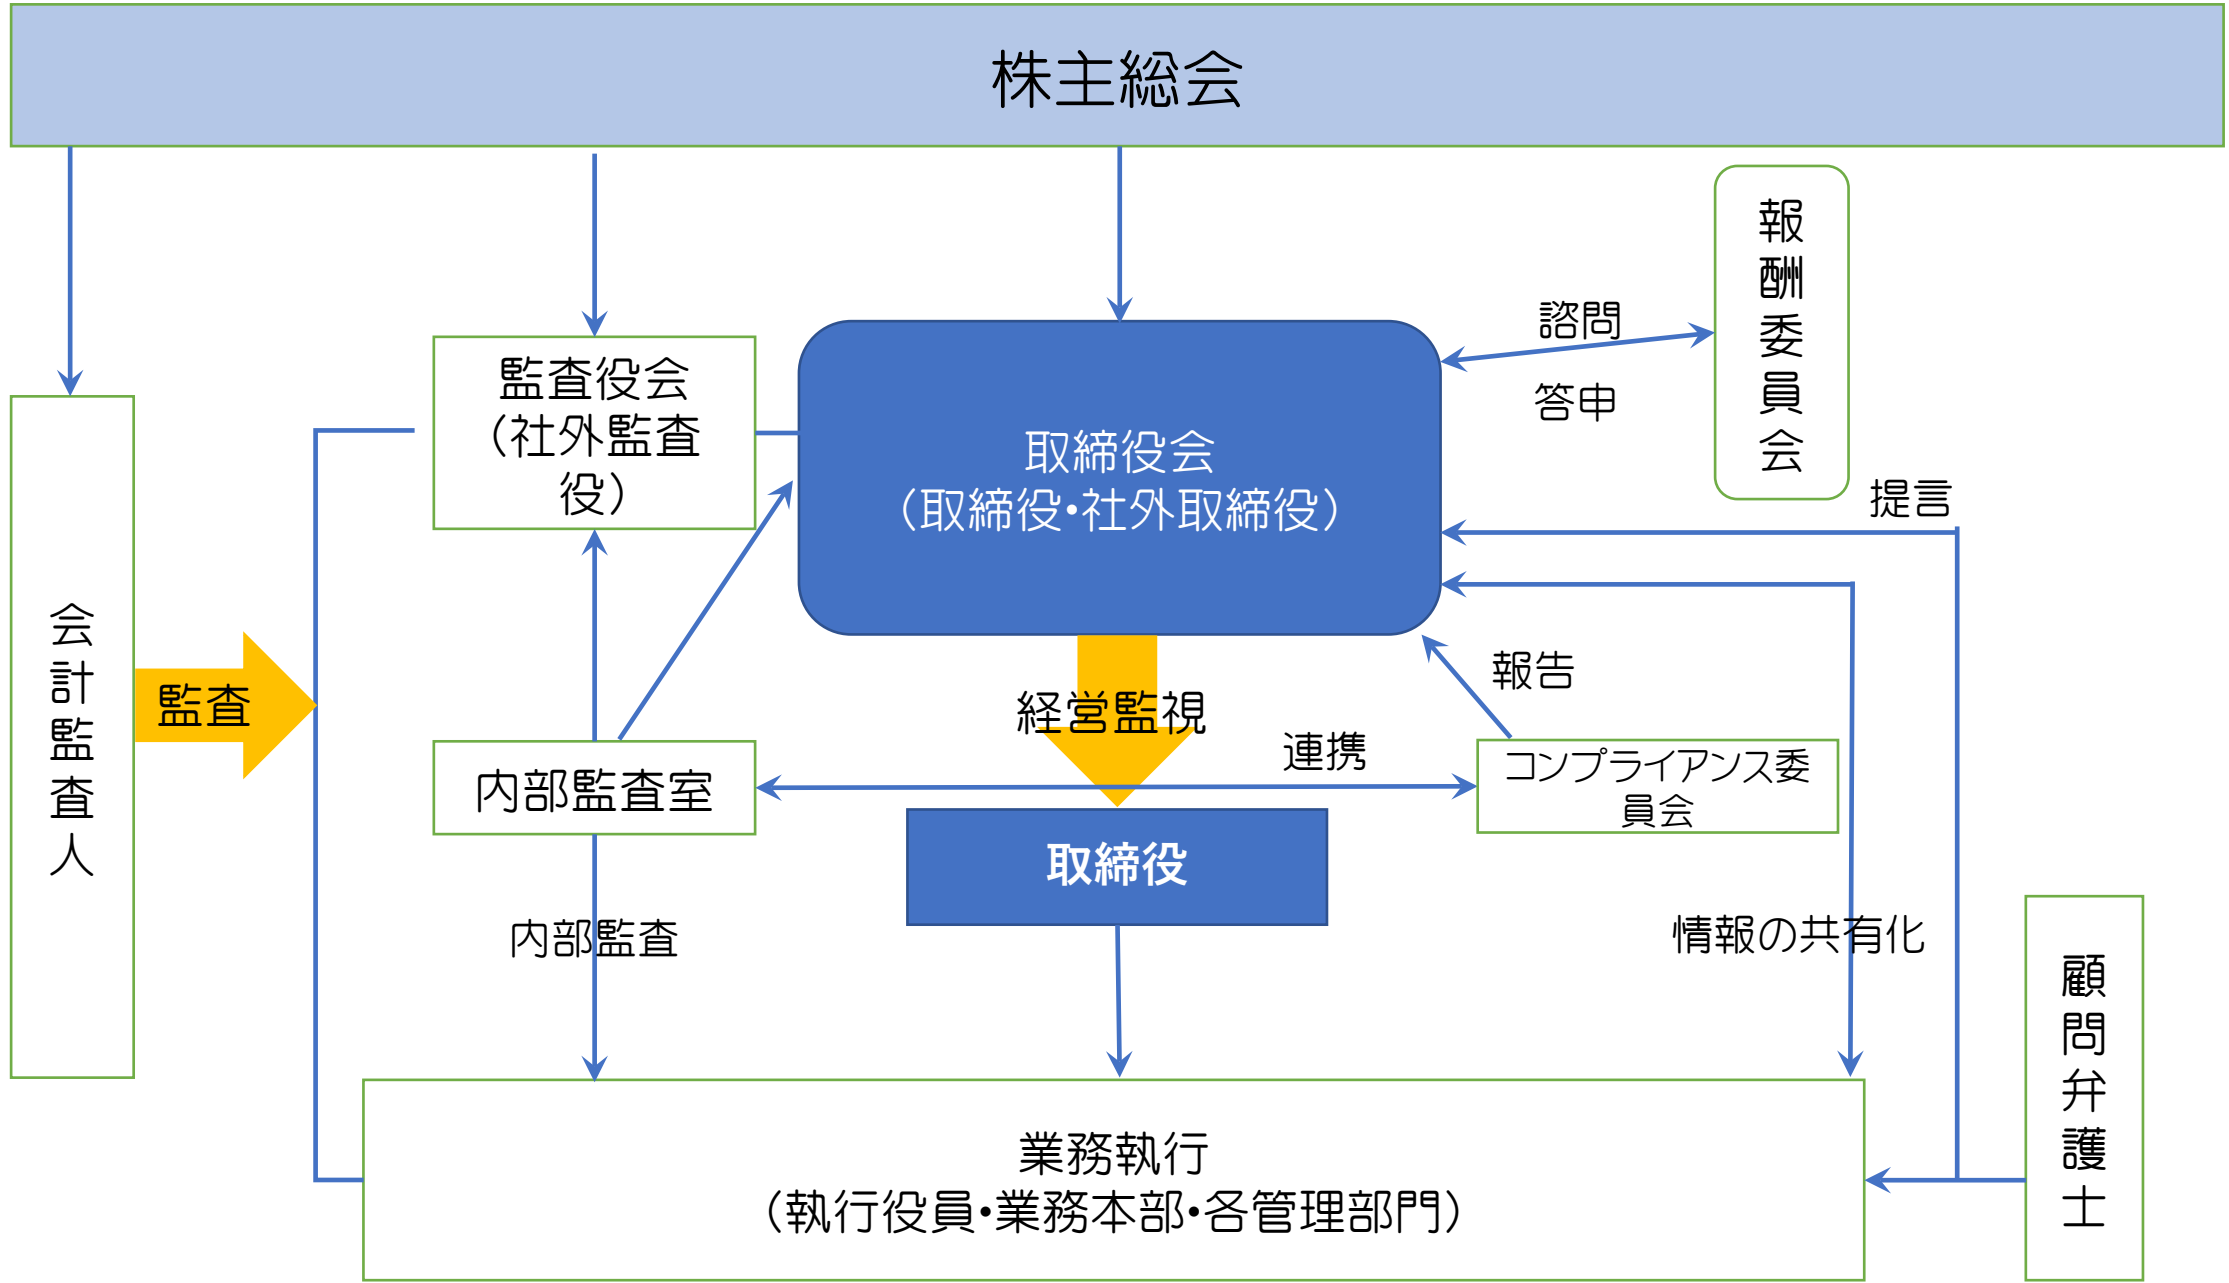 株主総会
報酬委員会
諮問
答申
監査役会
(社外監査
役)
取締役会
(取締役・社外取締役)
提言
会計監査人
監査
報告
経営監視
連携
内部監査室
コンプライアンス委
員会
取締役
内部監査
情報の共有化
顧問弁護士
業務執行
(執行役員・業務本部・各管理部門)